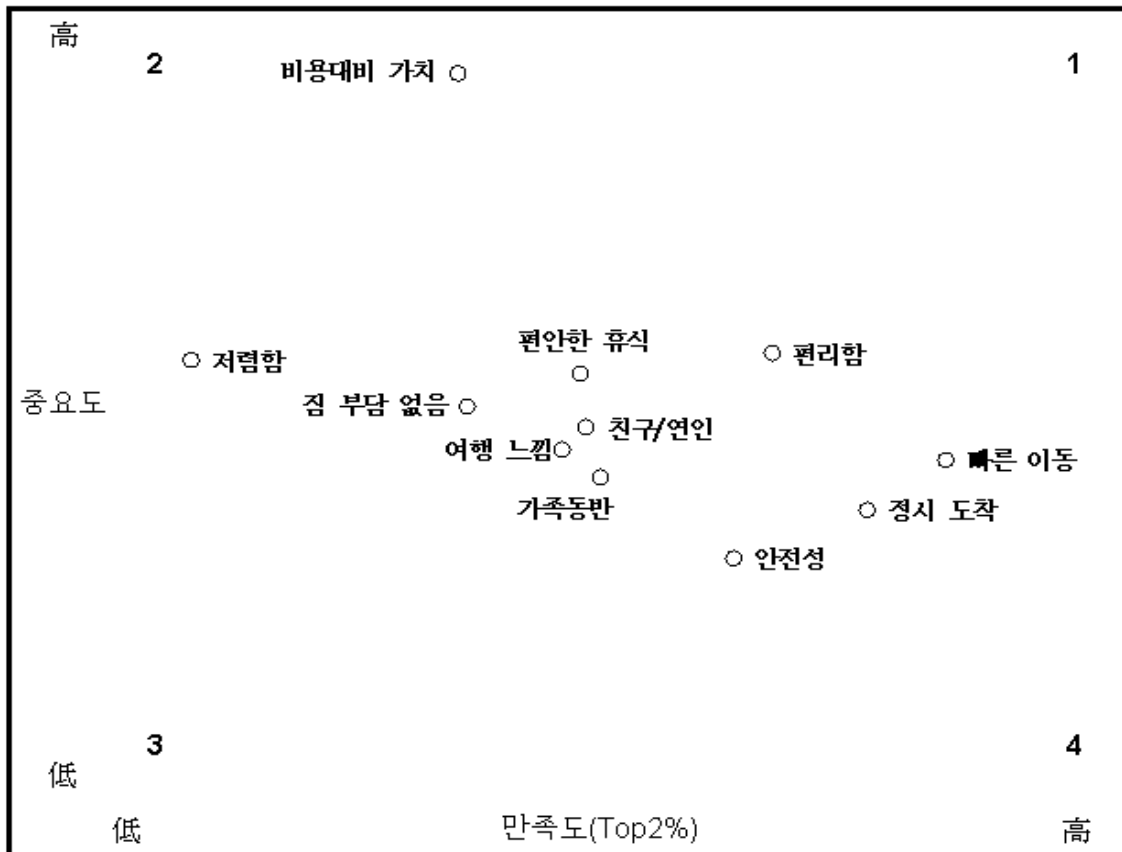 高
2
비용대비 가치
1
편안한 휴식
편리함
저렴함
중요도
짐 부담 없음
친구/연인
여행 느낌
빠른 이동
가족동반
정시 도착
안전성
3
4
低
低
만족도(Top2%)
高